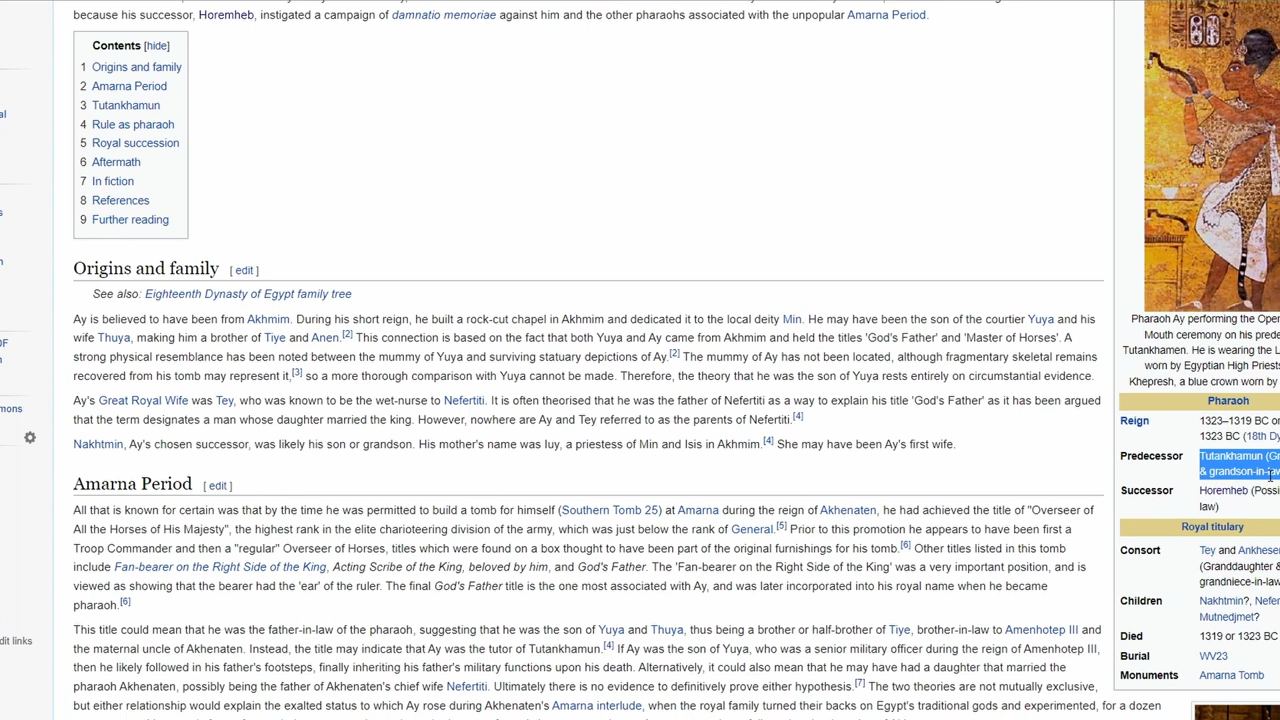 because his successor, Horemheb, instigated a campaign of damnatio memoriae against him and the other pharaohs associated with the unpopular Amarna Period.
Contents [hide]
1 Origins and family
2 Amarna Period
3 Tutankhamun
4 Rule as pharaoh
5 Royal succession
6 Aftermath
7 In fiction
8 References
9 Further reading
Origins and family [ edit ]
See also: Eighteenth Dynasty of Egypt family tree
Ay is believed to have been from Akhmim. During his short reign, he built a rock-cut chapel in Akhmim and dedicated it to the local deity Min. He may have been the son of the courtier Yuya and his
wife Thuya, making him a brother of Tiye and Anen.[2] This connection is based on the fact that both Yuya and Ay came from Akhmim and held the titles 'God's Father' and 'Master of Horses'. A
strong physical resemblance has been noted between the mummy of Yuya and surviving statuary depictions of Ay.[2] The mummy of Ay has not been located, although fragmentary skeletal remains
recovered from his tomb may represent it,[3] so a more thorough comparison with Yuya cannot be made. Therefore, the theory that he was the son of Yuya rests entirely on circumstantial evidence.
Ay's Great Royal Wife was Tey, who was known to be the wet-nurse to Nefertiti. It is often theorised that he was the father of Nefertiti as a way to explain his title 'God's Father' as it has been argued
that the term designates a man whose daughter married the king. However, nowhere are Ay and Tey referred to as the parents of Nefertiti.[4]
Nakhtmin, Ay's chosen successor, was likely his son or grandson. His mother's name was Iuy, a priestess of Min and Isis in Akhmim.[4] She may have been Ay's first wife.
Amarna Period [ edit ]
All that is known for certain was that by the time he was permitted to build a tomb for himself (Southern Tomb 25) at Amarna during the reign of Akhenaten, he had achieved the title of "Overseer of
All the Horses of His Majesty", the highest rank in the elite charioteering division of the army, which was just below the rank of General.[5] Prior to this promotion he appears to have been first a
Troop Commander and then a "regular" Overseer of Horses, titles which were found on a box thought to have been part of the original furnishings for his tomb.[6] Other titles listed in this tomb
include Fan-bearer on the Right Side of the King, Acting Scribe of the King, beloved by him, and God's Father. The 'Fan-bearer on the Right Side of the King' was a very important position, and is
viewed as showing that the bearer had the 'ear' of the ruler. The final God's Father title is the one most associated with Ay, and was later incorporated into his royal name when he became
pharaoh.[6]
This title could mean that he was the father-in-law of the pharaoh, suggesting that he was the son of Yuya and Thuya, thus being a brother or half-brother of Tiye, brother-in-law to Amenhotep III and
the maternal uncle of Akhenaten. Instead, the title may indicate that Ay was the tutor of Tutankhamun.[4] If Ay was the son of Yuya, who was a senior military officer during the reign of Amenhotep III,
then he likely followed in his father's footsteps, finally inheriting his father's military functions upon his death. Alternatively, it could also mean that he may have had a daughter that married the
pharaoh Akhenaten, possibly being the father of Akhenaten's chief wife Nefertiti. Ultimately there is no evidence to definitively prove either hypothesis.[7] The two theories are not mutually exclusive,
but either relationship would explain the exalted status to which Ay rose during Akhenaten's Amarna interlude, when the royal family turned their backs on Egypt's traditional gods and experimented, for a dozen
Pharaoh Ay performing the Open
Mouth ceremony on his prede
Tutankhamen. He is wearing the L
worn by Egyptian High Priests
Khepresh, a blue crown worn by
Pharaoh
Reign 1323–1319 BC or
1323 BC (18th Dy
Predecessor Tutankhamun (Gr
& grandson-in-law
Successor Horemheb (Possi
law)
Royal titulary
Consort Tey and Ankhese
(Granddaughter &
grandniece-in-law
Children Nakhtmin?, Nefer
Mutnedjmet?
Died 1319 or 1323 BC
Burial WV23
Monuments Amarna Tomb
mmons
dit links